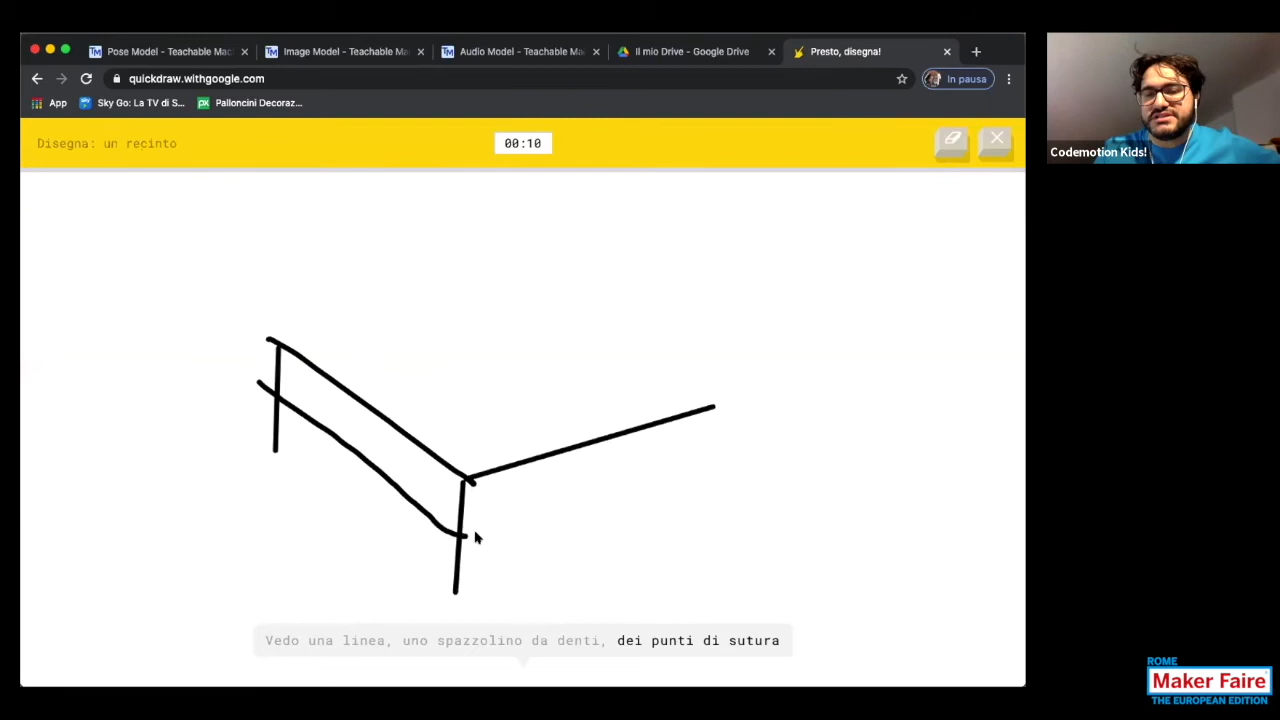 Pose Model - Teachable Mac
Image Model - Teachable Ma
Audio Model - Teachable Ma
Il mio Drive - Google Drive
Presto, disegna!
quickdraw.withgoogle.com
In pausa
App
Sky Go: La TV di S...
Palloncini Decoraz...
Disegna: un recinto
00:10
Codemotion Kids!
Vedo una linea, uno spazzolino da denti, dei punti di sutura
ROME
Maker Faire
THE EUROPEAN EDITION